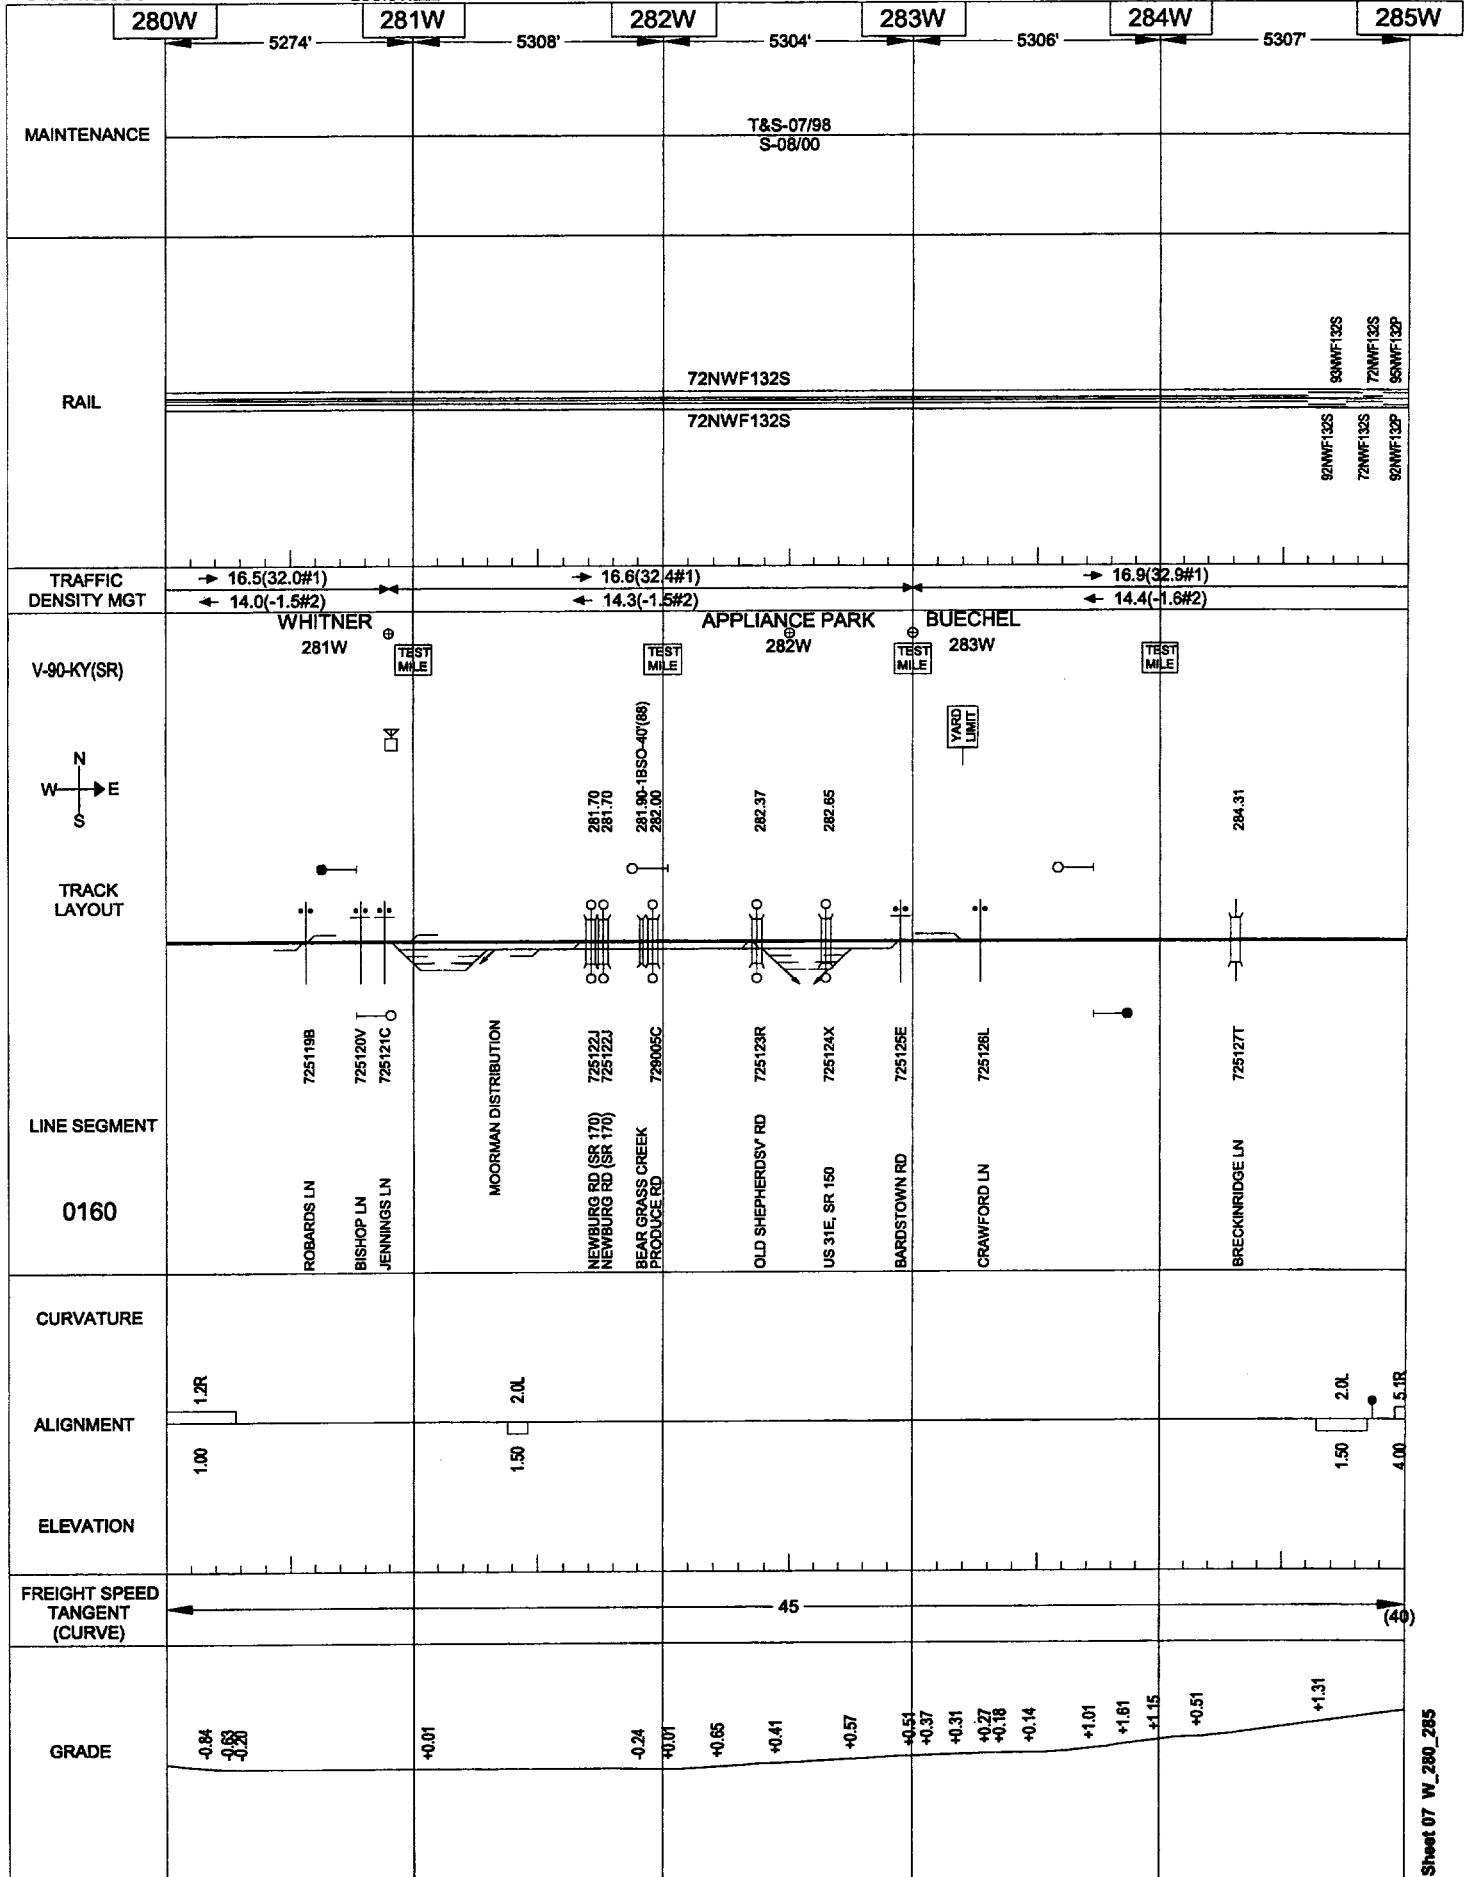 280W 281W 282W 283W 284W 285W
5274' 5308' 5304' 5306' 5307'
MAINTENANCE
T&S-07/98
S-08/00
RAIL
72NWF132S
72NWF132S
93NWF132S
72NWF132S
95NWF132P
92NWF132S
72NWF132S
92NWF132P
TRAFFIC
DENSITY MGT
16.5(32.0#1) 16.6(32.4#1) 16.9(32.9#1)
14.0(-1.5#2) 14.3(-1.5#2) 14.4(-1.6#2)
WHITNER APPLIANCE PARK BUECHEL
281W 282W 283W
V-90-KY(SR)
TEST
MILE
TEST
MILE
TEST
MILE
TEST
MILE
YARD
LIMIT
N
W E
S
281.70
281.70
281.90-1BSO-40'(88)
282.00
282.37
282.65
284.31
TRACK
LAYOUT
725119B
725120V
725121C
725122J
725122J
729005C
725123R
725124X
725125E
725126L
725127T
LINE SEGMENT
0160
ROBARDS LN
BISHOP LN
JENNINGS LN
MOORMAN DISTRIBUTION
NEWBURG RD (SR 170)
NEWBURG RD (SR 170)
BEAR GRASS CREEK
PRODUCE RD
OLD SHEPHERDSV' RD
US 31E, SR 150
BARDSTOWN RD
CRAWFORD LN
BRECKINRIDGE LN
CURVATURE
1.2R
2.0L
2.0L
5.1R
ALIGNMENT
1.00
1.50
1.50
4.00
ELEVATION
FREIGHT SPEED
TANGENT
(CURVE)
45
(40)
GRADE
-0.84
-0.63
-0.20
+0.01
-0.24
+0.01
+0.65
+0.41
+0.57
+0.51
+0.37
+0.31
+0.27
+0.18
+0.14
+1.01
+1.61
+1.15
+0.51
+1.31
Sheet 07 W_280_285